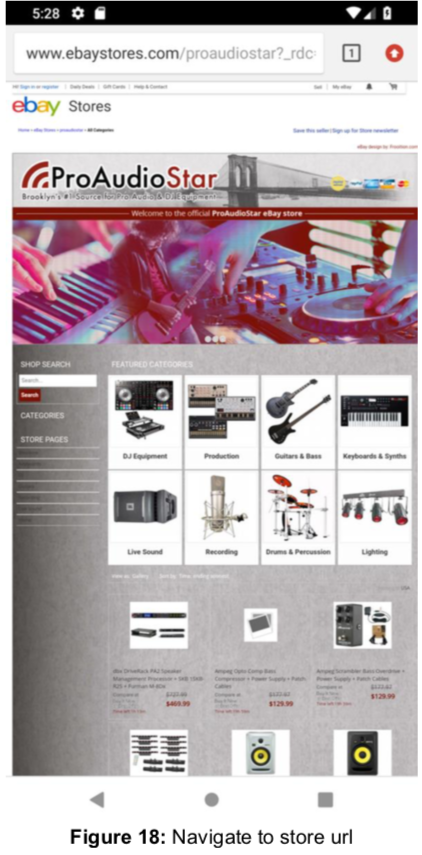 5:28
www.ebaystores.com/proaudiostar?_rdc
1
Hi! Sign in or register | Daily Deals | Gift Cards | Help & Contact
Sell | My eBay
ebay Stores
Home > eBay Stores > proaudiostar > All Categories
Save this seller | Sign up for Store newsletter
eBay design by:
ProAudioStar
Brooklyn's #1 Source for Pro Audio & DJ Equipment
Welcome to the official ProAudioStar eBay store
SHOP SEARCH
Search...
Search
CATEGORIES
STORE PAGES
FEATURED CATEGORIES
DJ Equipment
Production
Guitars & Bass
Keyboards & Synths
Live Sound
Recording
Drums & Percussion
Lighting
dbx DriveRack PA2 Speaker
Management Processor +
Compare at
$469.99
Ampeg Opto Comp Bass
Compressor + Power Supply + Patch
Cables
Compare at
$129.99
Ampeg Scrambler Bass Overdrive +
Power Supply + Patch Cables
Compare at
$129.99
Figure 18: Navigate to store url